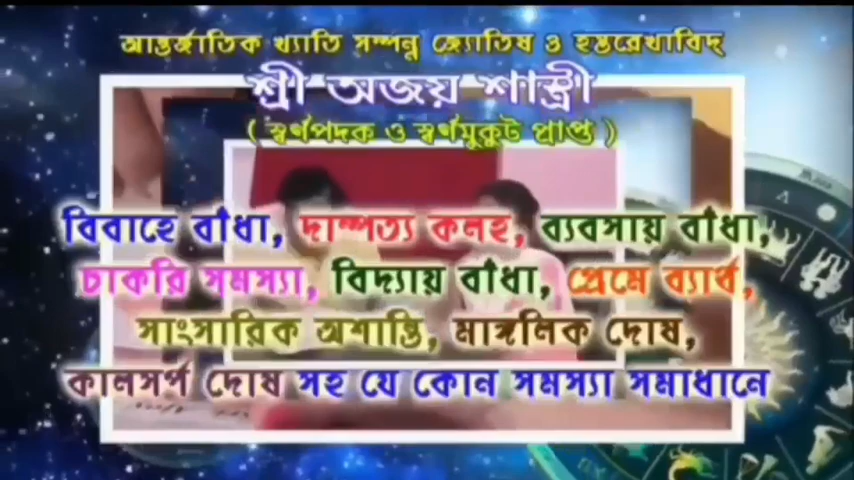 আন্তর্জাতিক খ্যাতি সম্পন্ন জ্যোতিষ ও হস্তরেখাবিদ্
শ্রী অজয় শাস্ত্রী
( স্বর্ণপদক ও স্বর্ণমুকুট প্রাপ্ত )
বিবাহে বাঁধা, দাম্পত্য কলহ, ব্যবসায় বাঁধা,
চাকরি সমস্যা, বিদ্যায় বাঁধা, প্রেমে ব্যার্থ,
সাংসারিক অশান্তি, মাঙ্গলিক দোষ,
কালসর্প দোষ সহ যে কোন সমস্যা সমাধানে